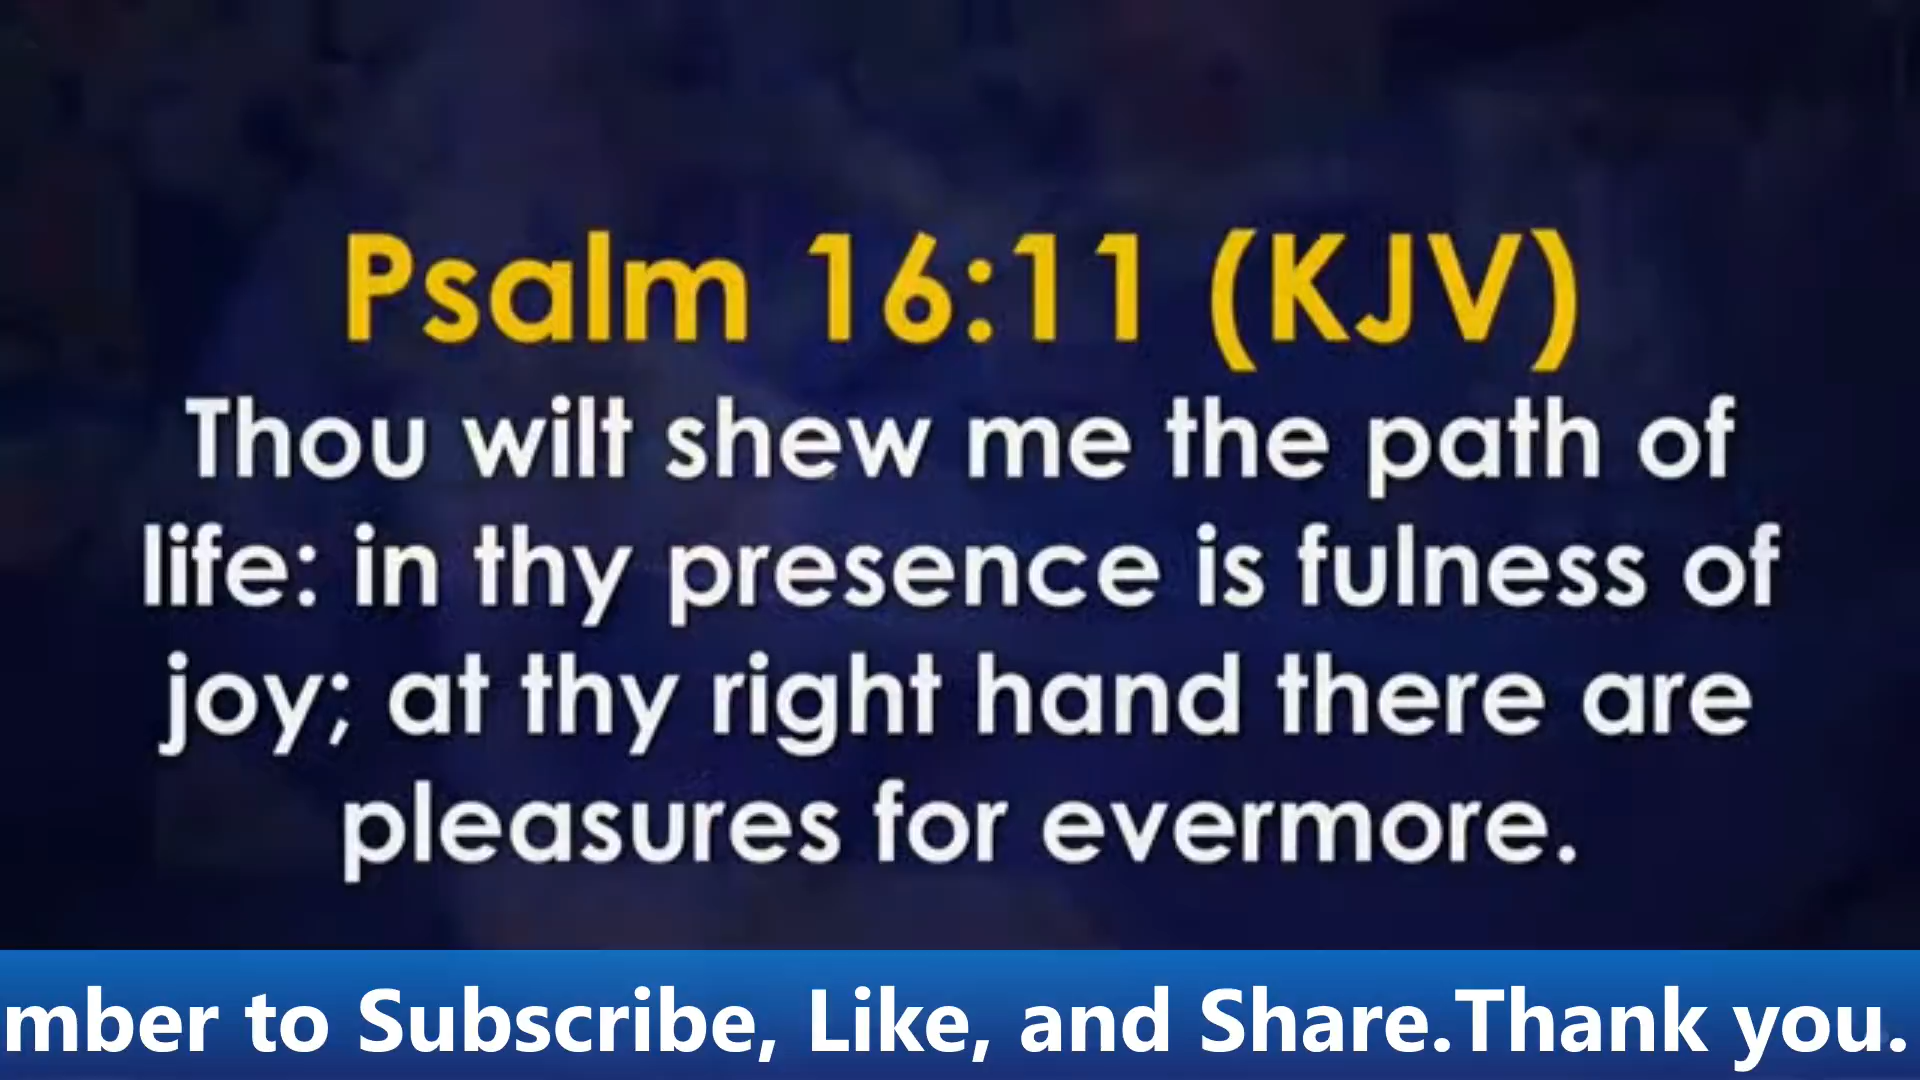 Psalm 16:11 (KJV)
Thou wilt shew me the path of
life: in thy presence is fulness of
joy; at thy right hand there are
pleasures for evermore.
mber to Subscribe, Like, and Share.Thank you.